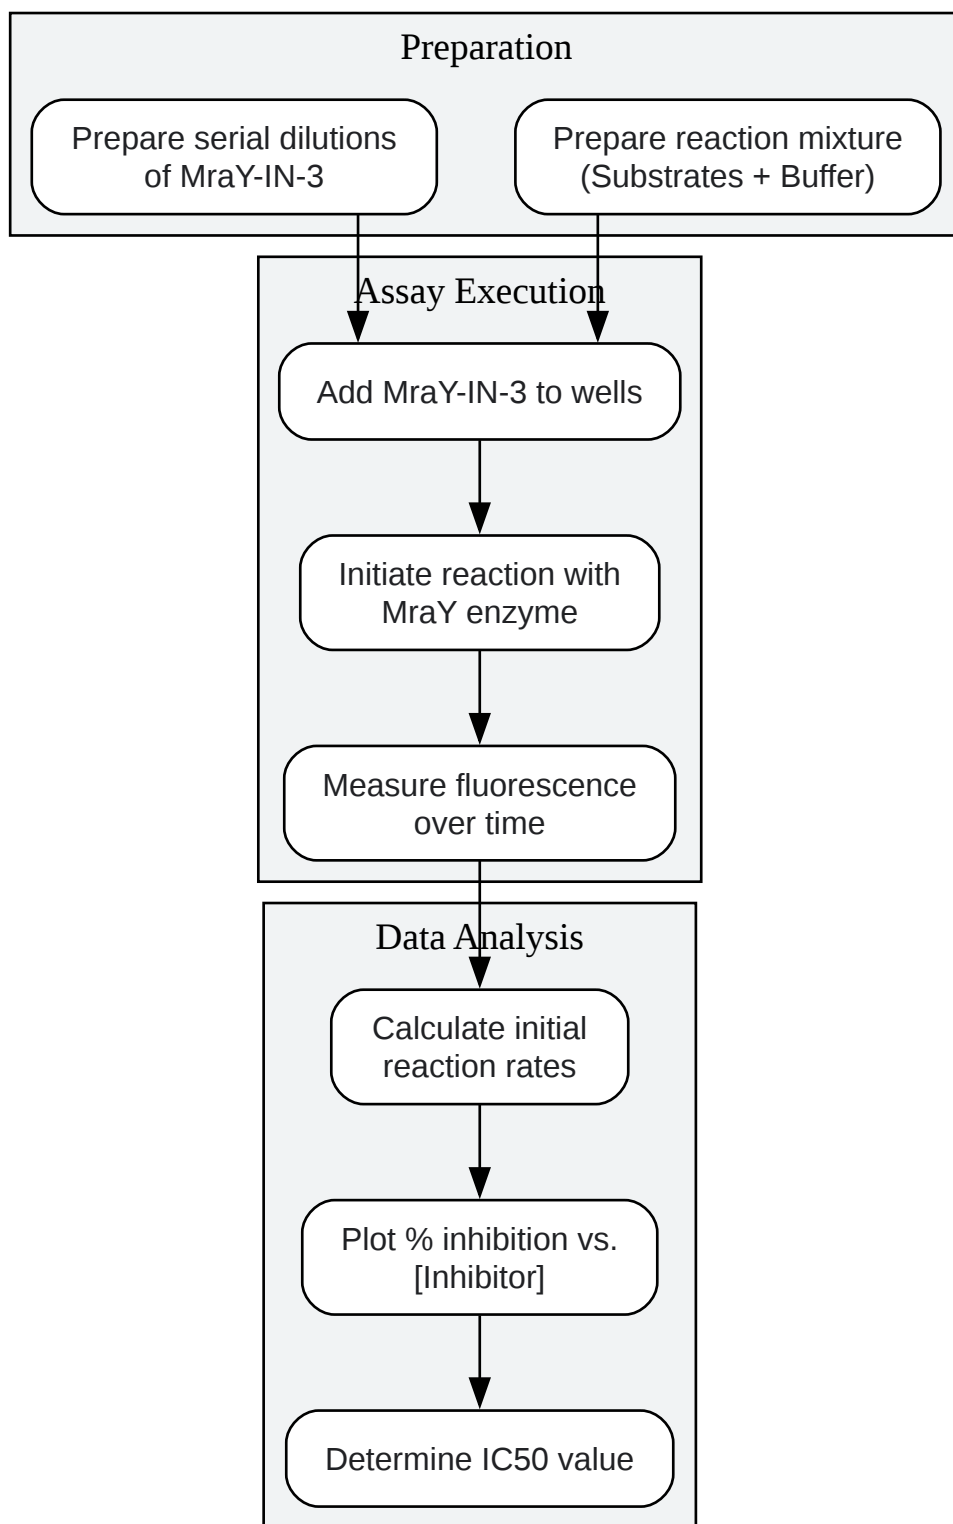 Preparation
Prepare serial dilutions
of MraY-IN-3
Prepare reaction mixture
(Substrates + Buffer)
Assay Execution
Add MraY-IN-3 to wells
Initiate reaction with
MraY enzyme
Measure fluorescence
over time
Data Analysis
Calculate initial
reaction rates
Plot % inhibition vs.
[Inhibitor]
Determine IC50 value